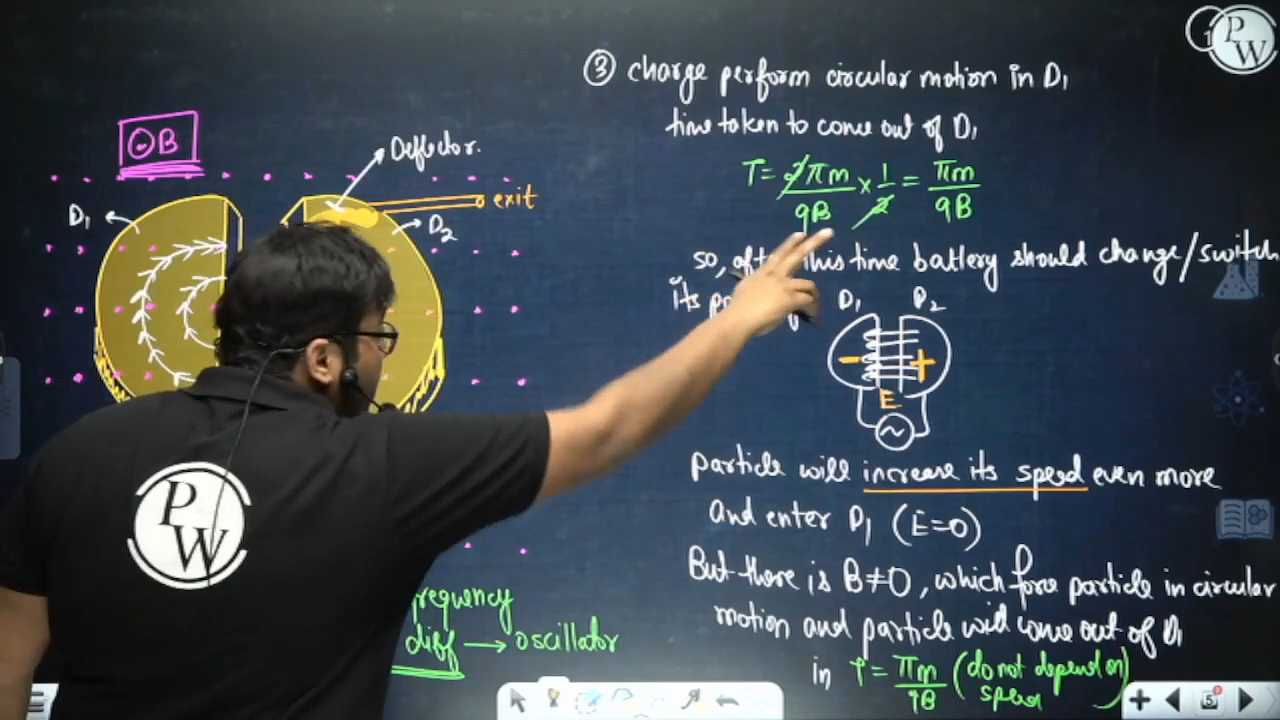 ③ charge perform circular motion in D₁
time taken to come out of D₁
T = 2πm/qB × 1/2 = πm/qB
so, after this time battery should change/switch
its
D₁ D₂
- +
E
~
Particle will increase its speed even more
and enter D₁ (E=0)
But there is B≠0, which force particle in circular
motion and particle will come out of D₁
in T = πm/qB (do not depend on speed)
⊙B
Deflector.
exit
D₁
D₂
requency
diff → oscillator
PW
PW
5